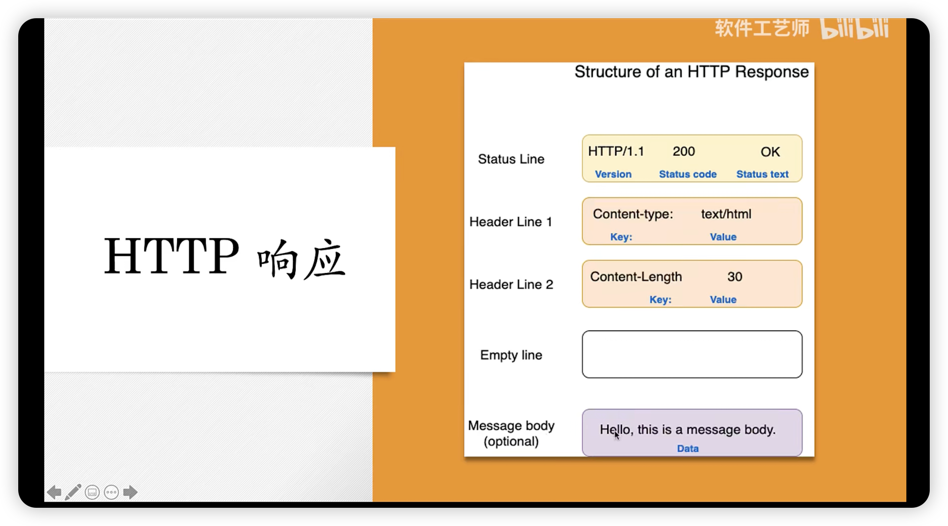 软件工艺师 bilibili
HTTP 响应
Structure of an HTTP Response
Status Line
HTTP/1.1 200 OK
Version Status code Status text
Header Line 1
Content-type: text/html
Key: Value
Header Line 2
Content-Length 30
Key: Value
Empty line
Message body
(optional)
Hello, this is a message body.
Data